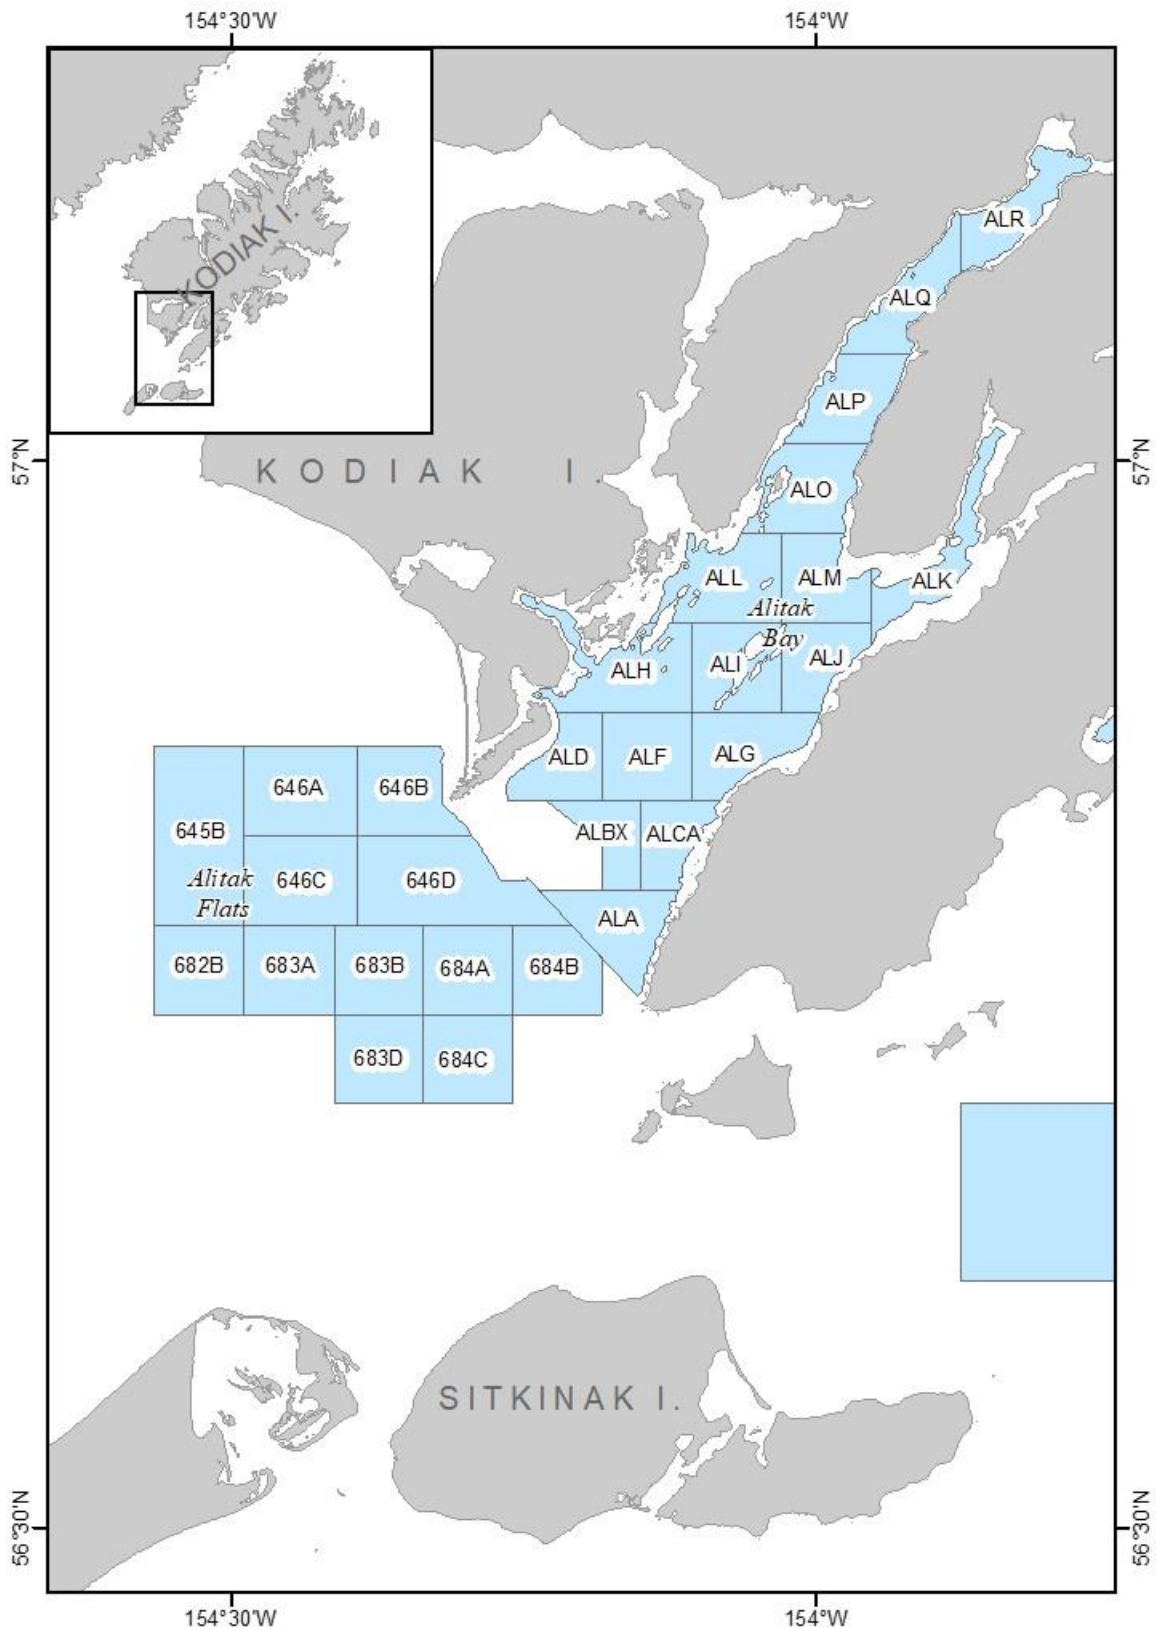 154°30'W
154°W
KODIAK I.
ALR
ALQ
ALP
57°N
KODIAK I.
57°N
ALO
ALL
ALM
ALK
Alitak
Bay
ALH
ALI
ALJ
ALD
ALF
ALG
646A
646B
645B
ALBX
ALCA
Alitak
Flats
646C
646D
ALA
682B
683A
683B
684A
684B
683D
684C
SITKINAK I.
56°30'N
56°30'N
154°30'W
154°W